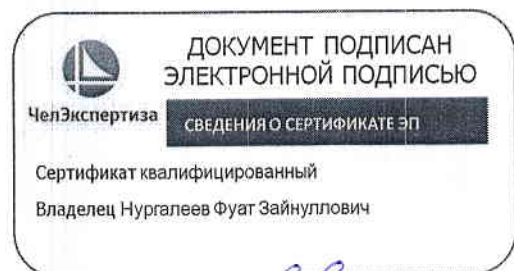 ДОКУМЕНТ ПОДПИСАН
ЭЛЕКТРОННОЙ ПОДПИСЬЮ
ЧелЭкспертиза
СВЕДЕНИЯ О СЕРТИФИКАТЕ ЭП
Сертификат квалифицированный
Владелец Нургалеев Фуат Зайнуллович